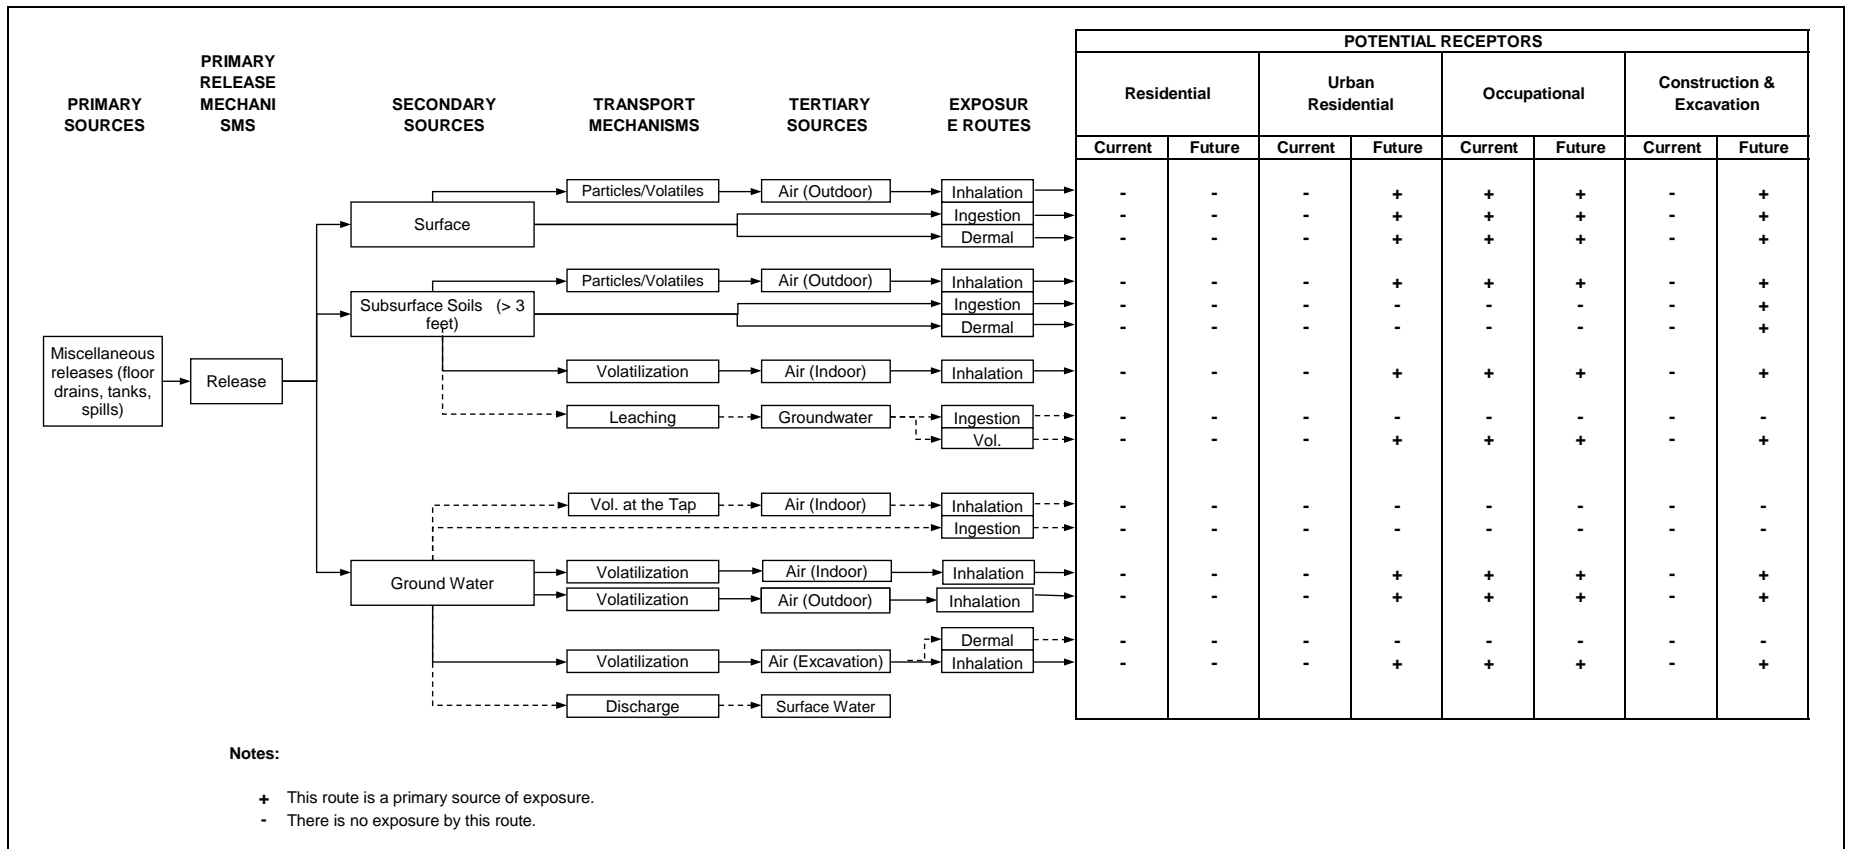 POTENTIAL RECEPTORS
PRIMARY
RELEASE
MECHANI
SMS
PRIMARY
SOURCES
SECONDARY
SOURCES
TRANSPORT
MECHANISMS
TERTIARY
SOURCES
EXPOSUR
E ROUTES
Residential
Urban
Residential
Occupational
Construction &
Excavation
Current Future Current Future Current Future Current Future
Particles/Volatiles Air (Outdoor) Inhalation - - - + + + - +
Surface Ingestion - - - + + + - +
Dermal - - - + + + - +
Particles/Volatiles Air (Outdoor) Inhalation - - - + + + - +
Subsurface Soils (> 3
feet)
Ingestion - - - - - - - +
Dermal - - - - - - - +
Miscellaneous
releases (floor
drains, tanks,
spills)
Release
Volatilization Air (Indoor) Inhalation - - - + + + - +
Leaching Groundwater Ingestion - - - - - - - -
Vol. - - - + + + - +
Vol. at the Tap Air (Indoor) Inhalation - - - - - - - -
Ingestion - - - - - - - -
Ground Water
Volatilization Air (Indoor) Inhalation - - - + + + - +
Volatilization Air (Outdoor) Inhalation - - - + + + - +
Dermal - - - - - - - -
Volatilization Air (Excavation) Inhalation - - - + + + - +
Discharge Surface Water
Notes:
+ This route is a primary source of exposure.
- There is no exposure by this route.